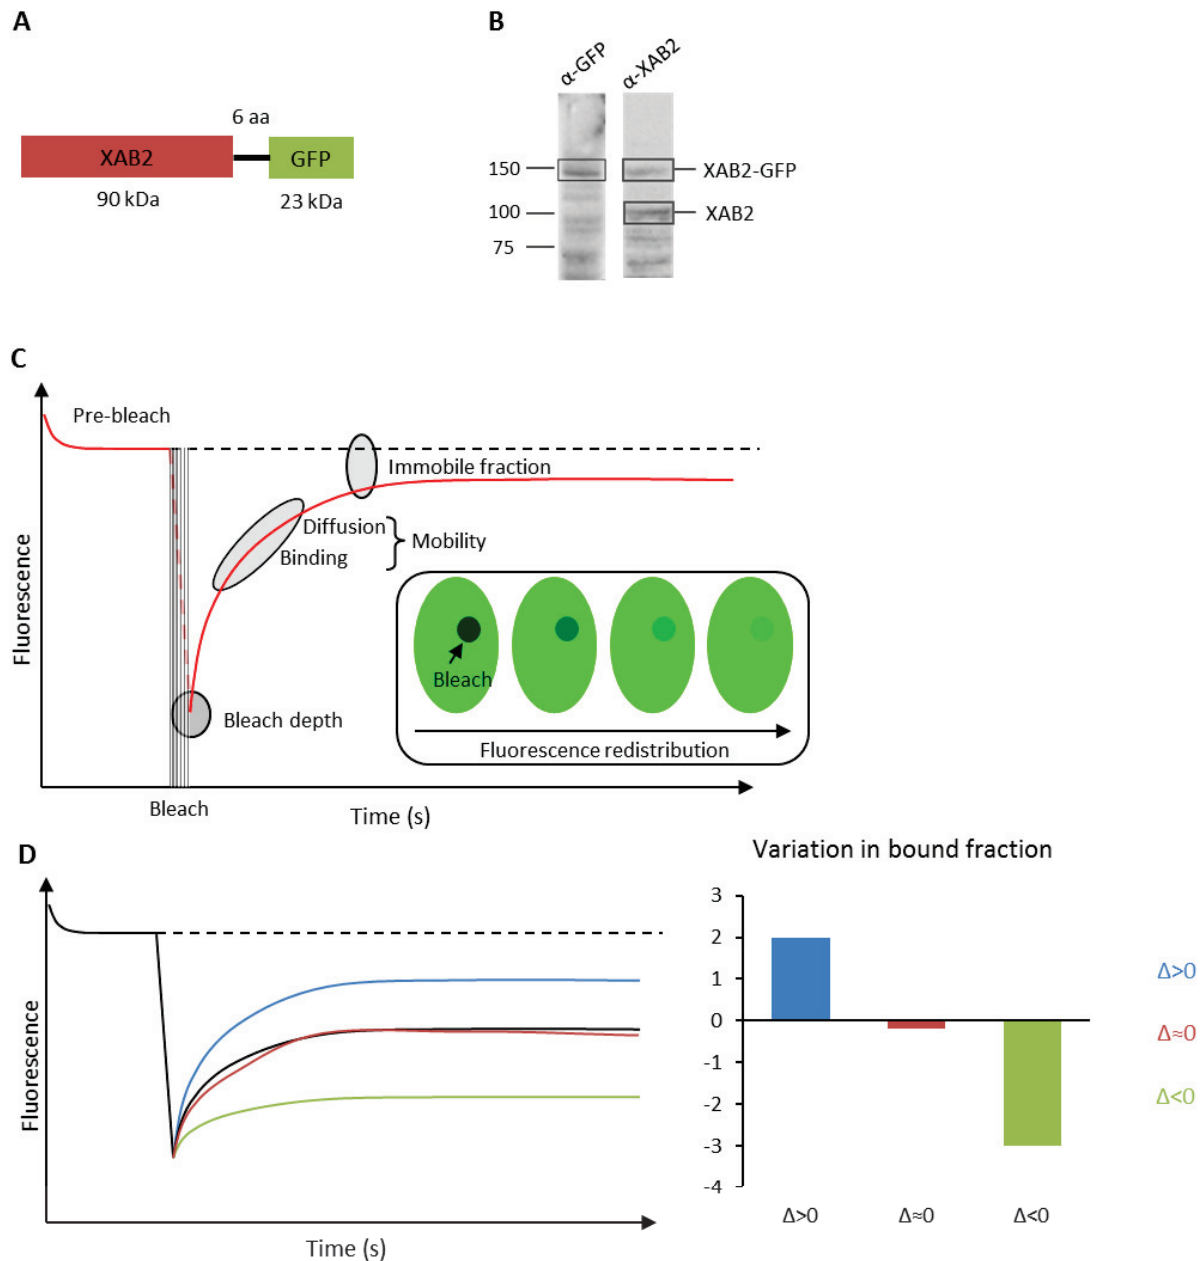 A
6 aa
XAB2
GFP
90 kDa
23 kDa
B
α-GFP
α-XAB2
150
XAB2-GFP
100
XAB2
75
C
Pre-bleach
Immobile fraction
Diffusion
Binding
Mobility
Fluorescence
Bleach
Bleach depth
Fluorescence redistribution
Bleach
Time (s)
D
Fluorescence
Time (s)
Variation in bound fraction
3
2
1
0
-1
-2
-3
-4
Δ>0
Δ≈0
Δ<0
Δ>0
Δ≈0
Δ<0